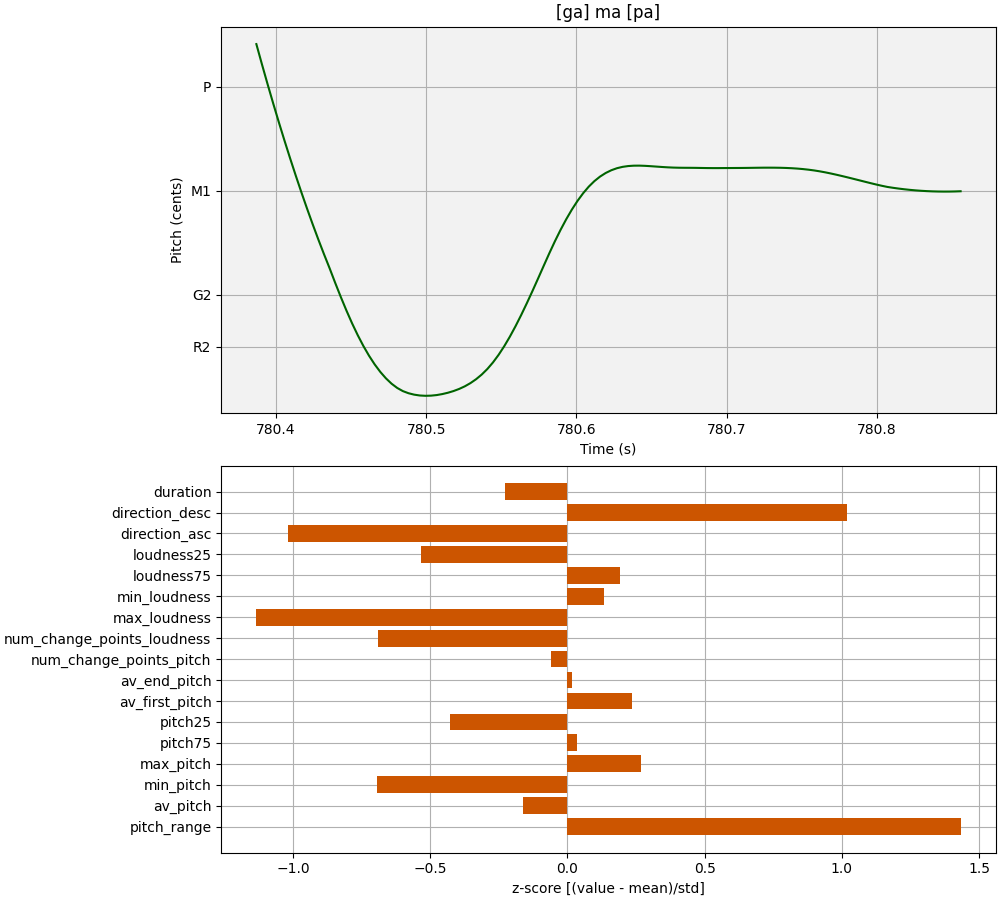 [ga] ma [pa]
P
M1
G2
R2
Pitch (cents)
780.4 780.5 780.6 780.7 780.8
Time (s)
duration
direction_desc
direction_asc
loudness25
loudness75
min_loudness
max_loudness
num_change_points_loudness
num_change_points_pitch
av_end_pitch
av_first_pitch
pitch25
pitch75
max_pitch
min_pitch
av_pitch
pitch_range
−1.0 −0.5 0.0 0.5 1.0 1.5
z-score [(value - mean)/std]